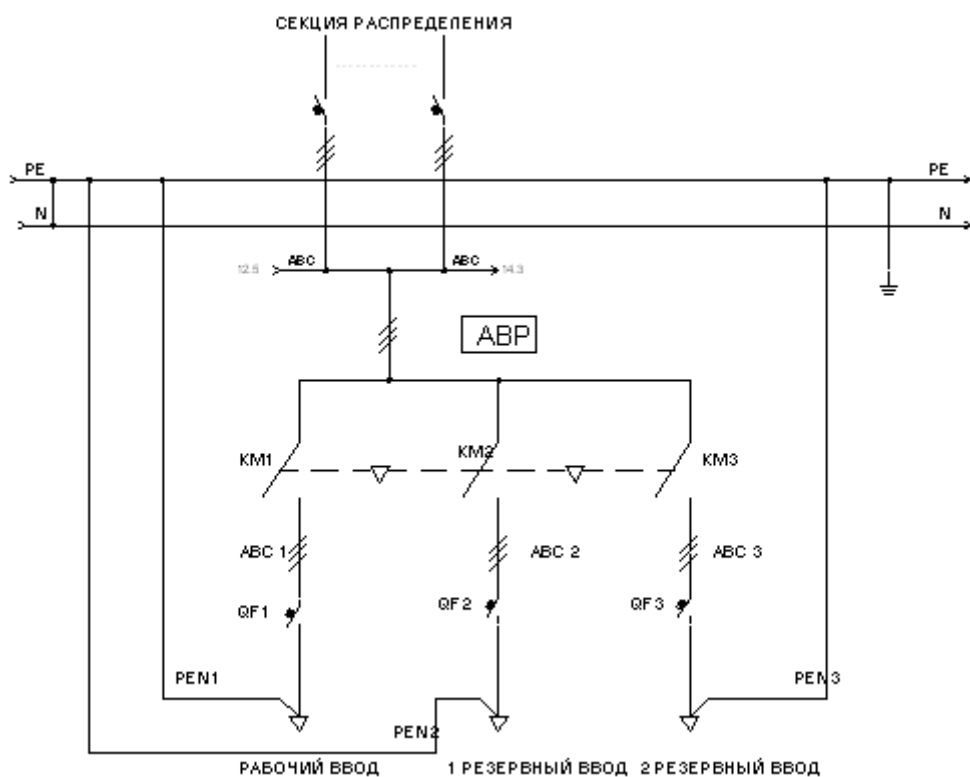 СЕКЦИЯ РАСПРЕДЕЛЕНИЯ
PE PE
N N
12.5 ABC ABC 14.3
АВР
KM1 KM2 KM3
ABC 1 ABC 2 ABC 3
QF1 QF2 QF3
PEN1 PEN3
PEN2
РАБОЧИЙ ВВОД 1 РЕЗЕРВНЫЙ ВВОД 2 РЕЗЕРВНЫЙ ВВОД